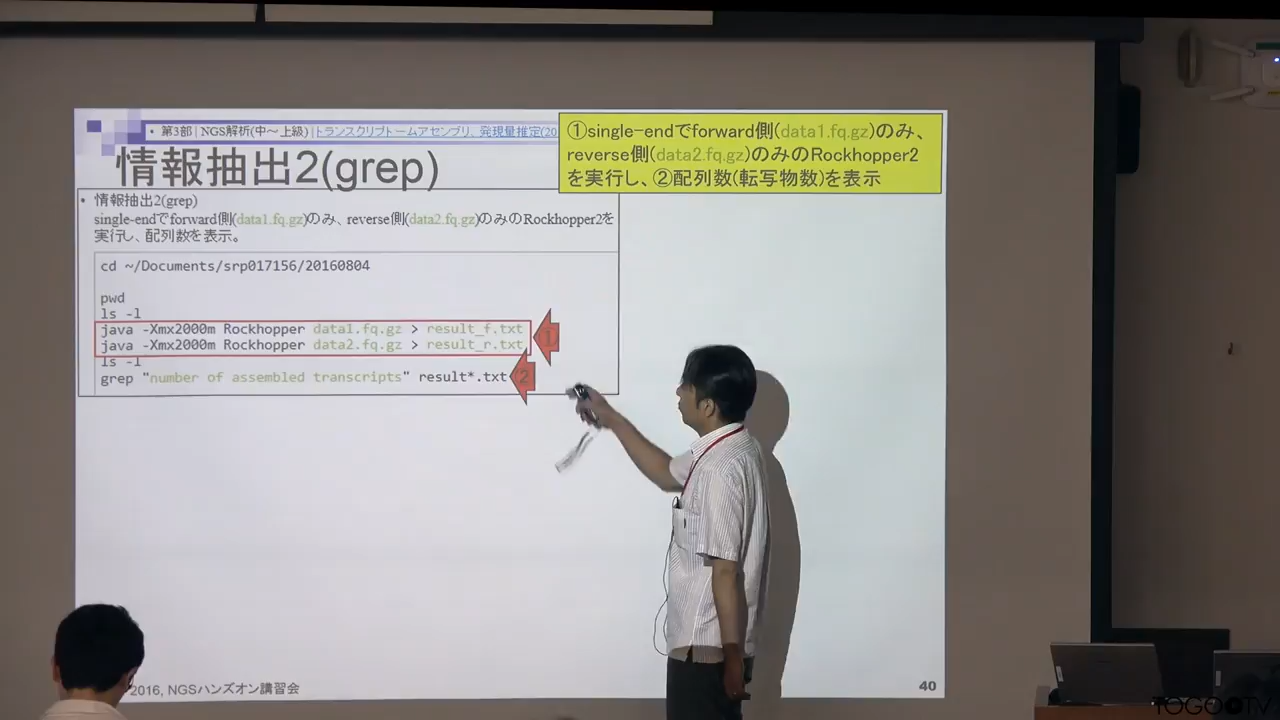 • 第3部 | NGS解析(中～上級) | トランスクリプトームアセンブリ、発現量推定(20
情報抽出2(grep)
①single-endでforward側(data1.fq.gz)のみ、
reverse側(data2.fq.gz)のみのRockhopper2
を実行し、②配列数(転写物数)を表示
• 情報抽出2(grep)
single-endでforward側(data1.fq.gz)のみ、reverse側(data2.fq.gz)のみのRockhopper2を
実行し、配列数を表示。
cd ~/Documents/srp017156/20160804
pwd
ls -l
java -Xmx2000m Rockhopper data1.fq.gz > result_f.txt
java -Xmx2000m Rockhopper data2.fq.gz > result_r.txt
①
ls -l
grep "number of assembled transcripts" result*.txt
②
2016, NGSハンズオン講習会
40
TOGOTV